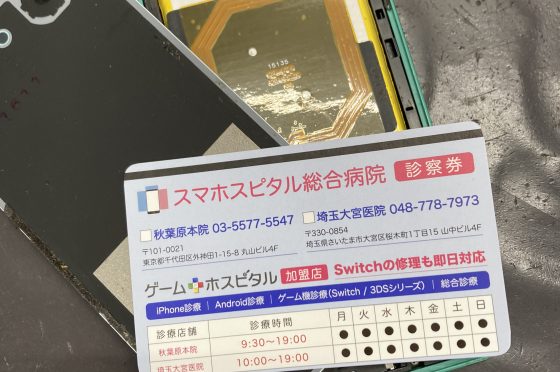 15135
スマホスピタル総合病院 診察券
秋葉原本院 03-5577-5547
〒101-0021
東京都千代田区外神田1-15-8 丸山ビル4F
埼玉大宮医院 048-778-7973
〒330-0854
埼玉県さいたま市大宮区桜木町1丁目15 山中ビル4F
ゲームホスピタル 加盟店 Switchの修理も即日対応
iPhone診療 | Android診療 | ゲーム機診療(Switch / 3DSシリーズ) | 総合診療
診療店舗 診療時間 月 火 水 木 金 土 日
秋葉原本院 9:30〜19:00 ● ● ● ● ● ● ●
埼玉大宮医院 10:00〜19:00 ● ● ● ● ● ● ●